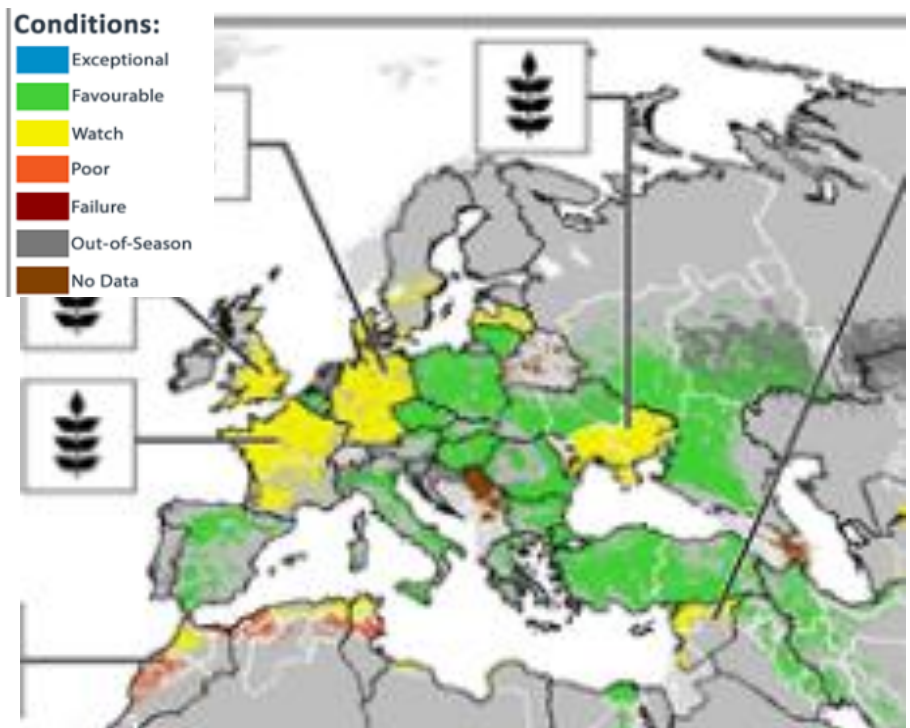 Conditions:
Exceptional
Favourable
Watch
Poor
Failure
Out-of-Season
No Data